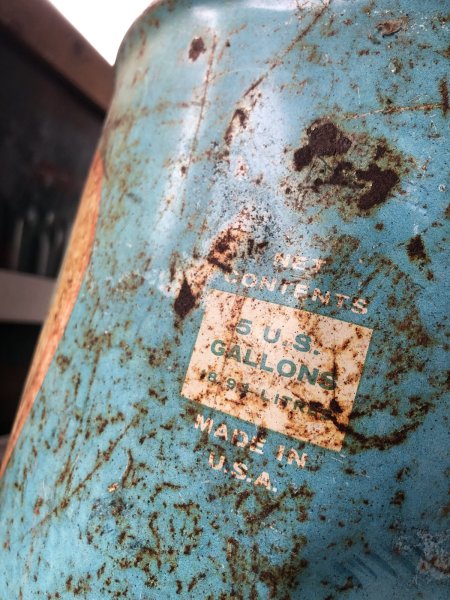 NET
CONTENTS
5 U.S.
GALLONS
18.93 LITRES
MADE IN
U.S.A.